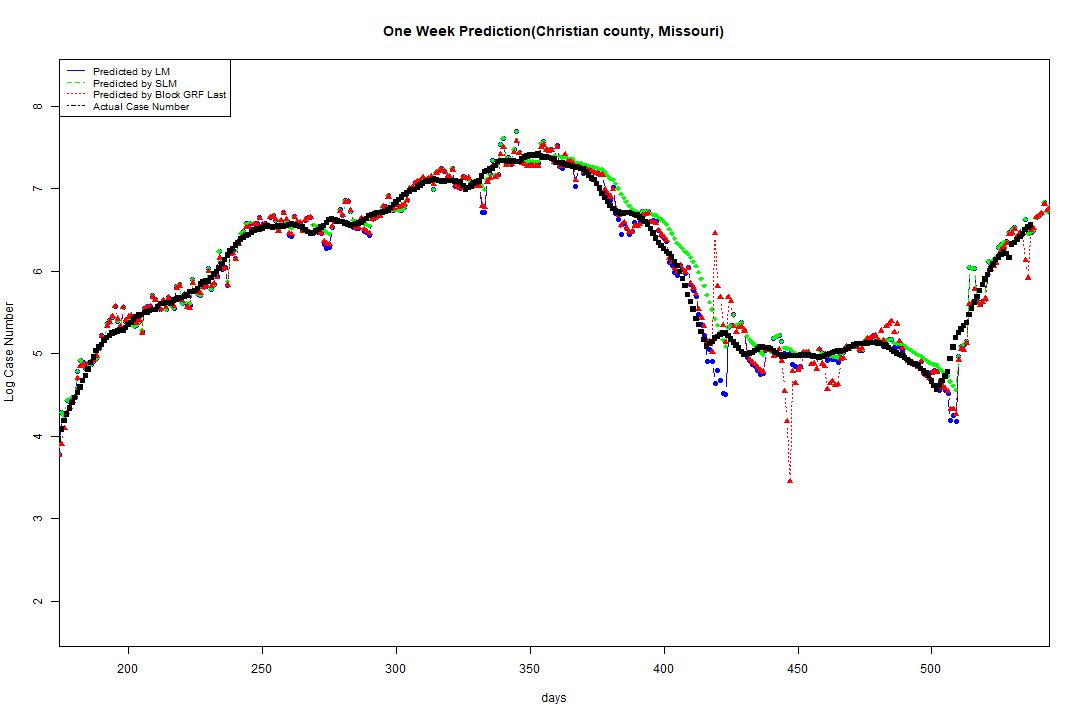 One Week Prediction(Christian county, Missouri)
Predicted by LM
Predicted by SLM
Predicted by Block GRF Last
Actual Case Number
Log Case Number
8
7
6
5
4
3
2
200 250 300 350 400 450 500
days